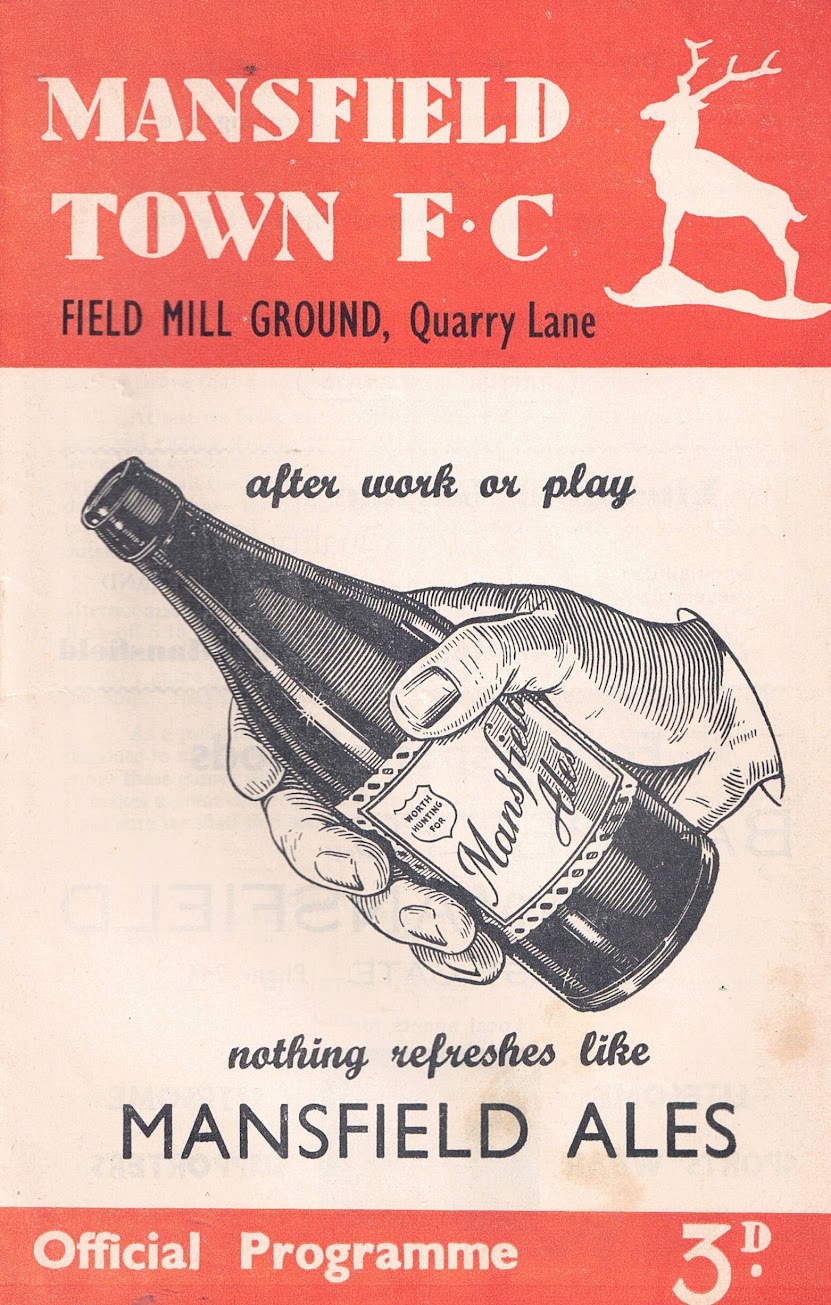 MANSFIELD
TOWN F·C
FIELD MILL GROUND, Quarry Lane
after work or play
WORTH
HUNTING
FOR
Mansfield
Ales
nothing refreshes like
MANSFIELD ALES
Official Programme
3D.